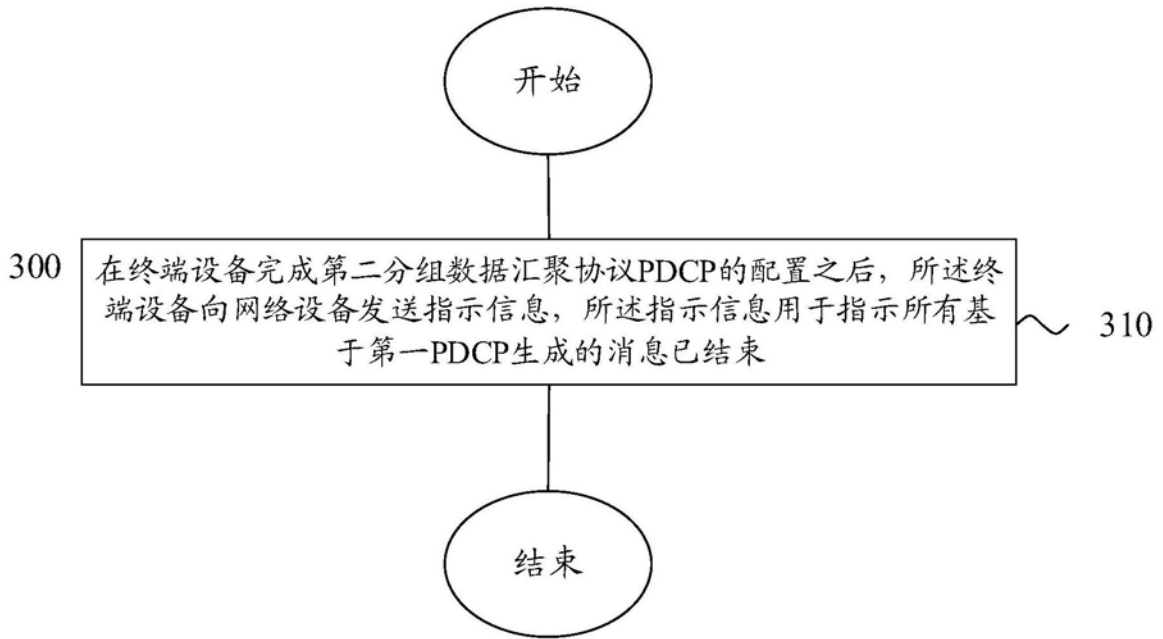 开始
300
在终端设备完成第二分组数据汇聚协议PDCP的配置之后，所述终
端设备向网络设备发送指示信息，所述指示信息用于指示所有基
于第一PDCP生成的消息已结束
310
结束